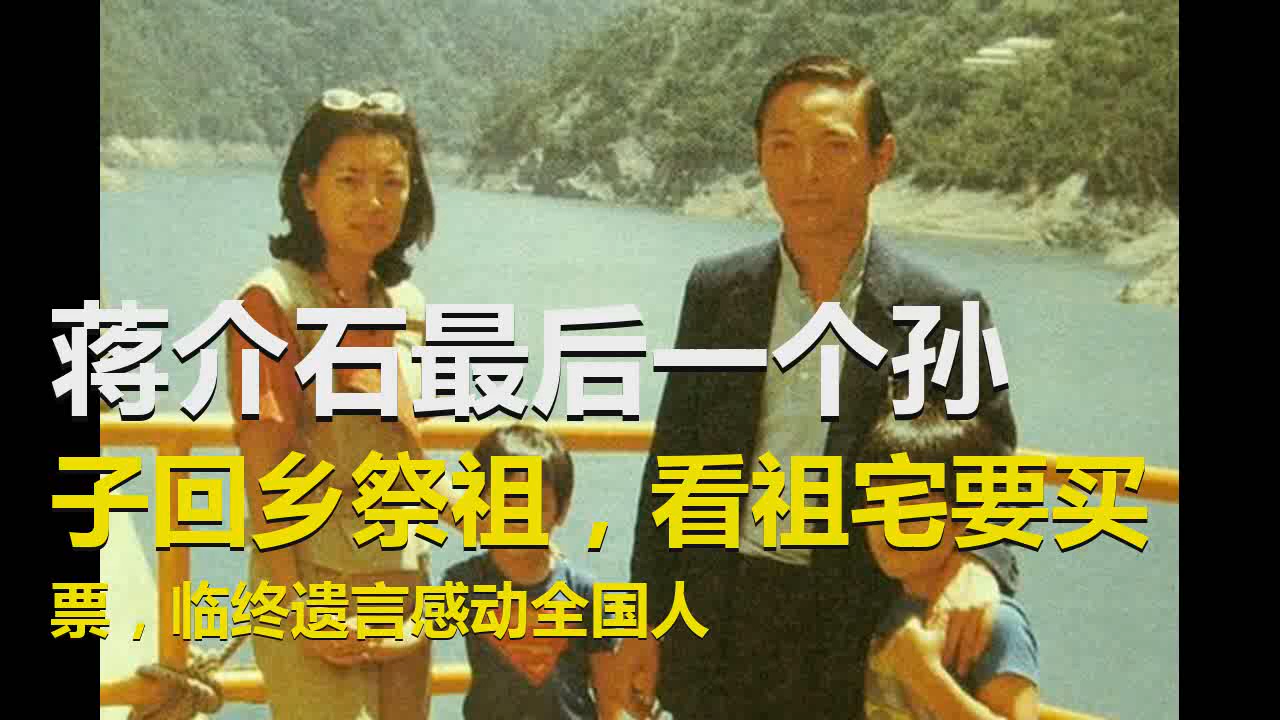 蒋介石最后一个孙
子回乡祭祖，看祖宅要买
票，临终遗言感动全国人